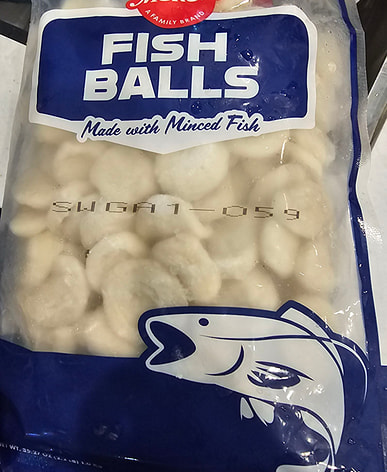 A FAMILY BRAND
FISH
BALLS
Made with Minced Fish
SWGA1-059